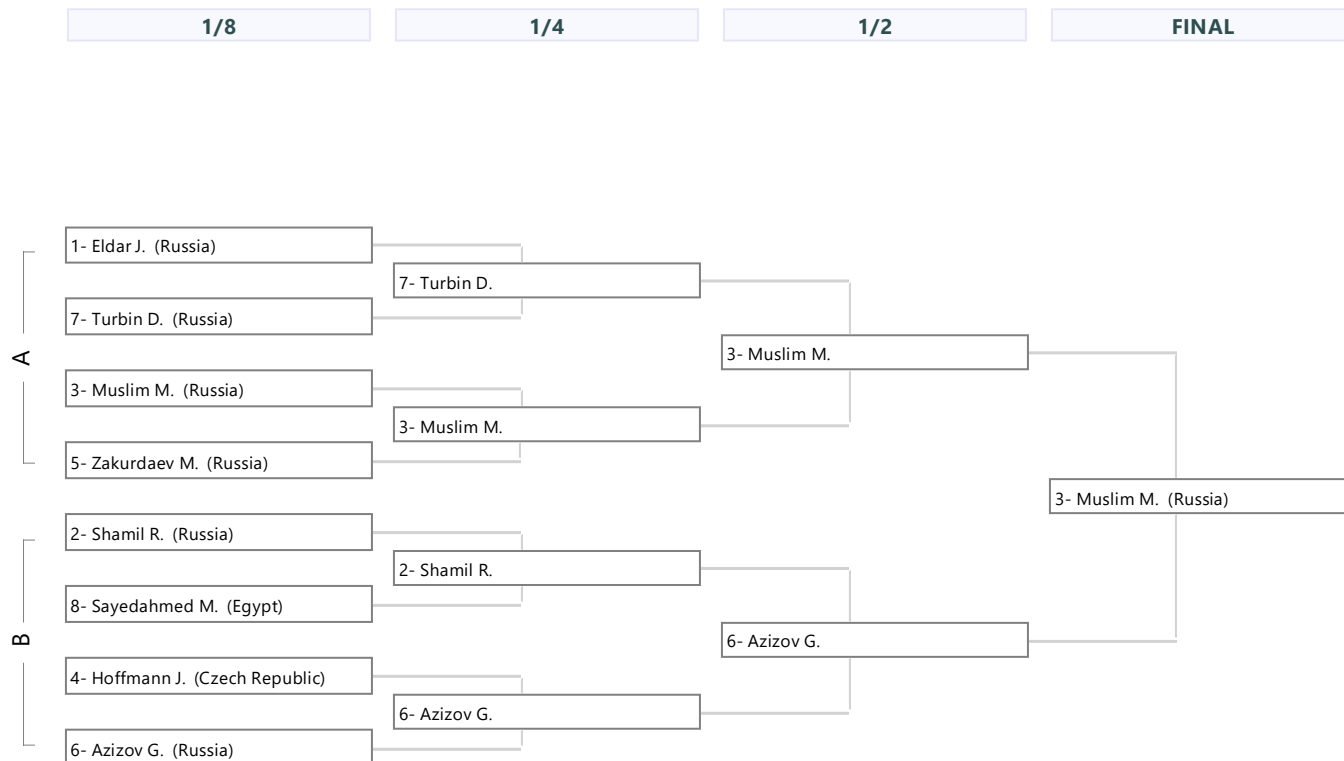 1/8
1/4
1/2
FINAL
A
1- Eldar J. (Russia)
7- Turbin D. (Russia)
3- Muslim M. (Russia)
5- Zakurdaev M. (Russia)
B
2- Shamil R. (Russia)
8- Sayedahmed M. (Egypt)
4- Hoffmann J. (Czech Republic)
6- Azizov G. (Russia)
7- Turbin D.
3- Muslim M.
2- Shamil R.
6- Azizov G.
3- Muslim M.
6- Azizov G.
3- Muslim M. (Russia)